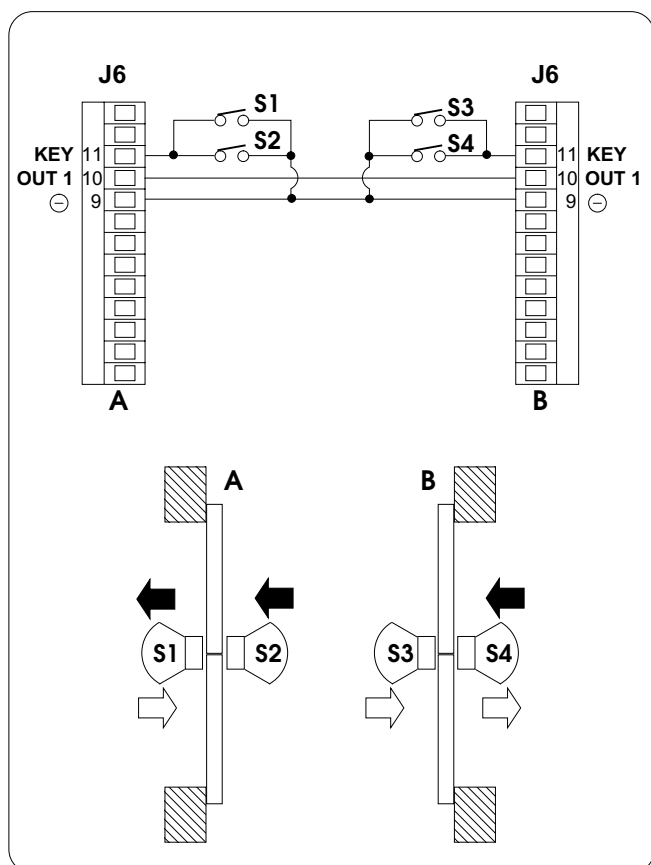 J6 J6
S1 S3
S2 S4
KEY 11 11 KEY
OUT 1 10 10 OUT 1
⊖ 9 9 ⊖
A B
A B
S1 S2 S3 S4